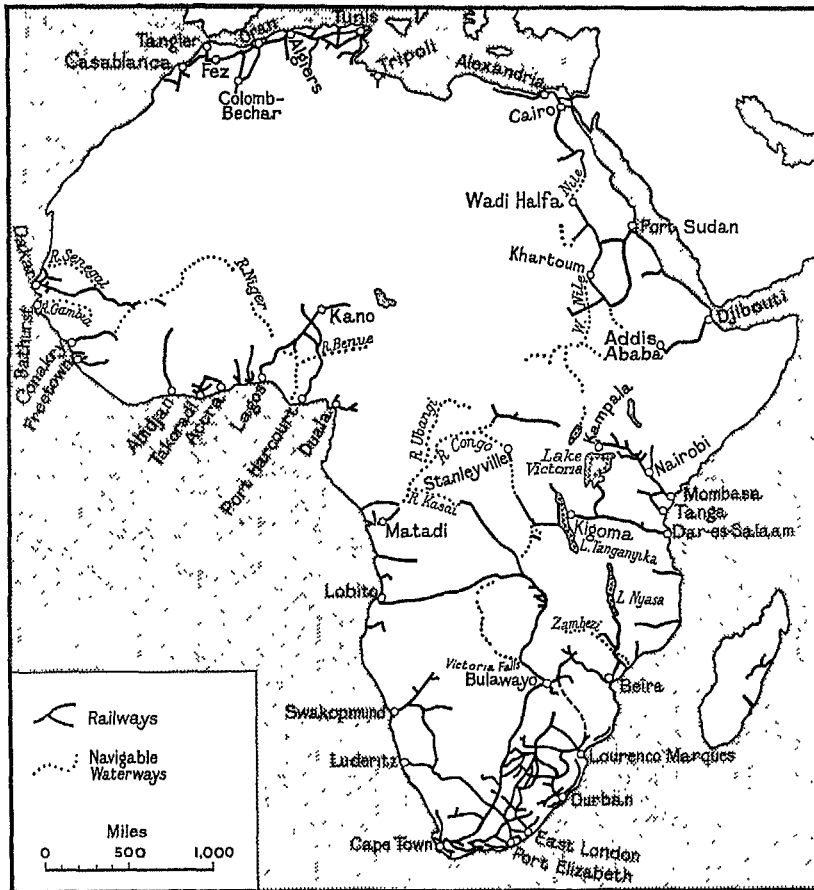 Tunis
Oran
Tangier
Algiers
Casablanca
Fez
Tripoli
Colomb-
Bechar
Alexandria
Cairo
Nile
Wadi Halfa
Port Sudan
Khartoum
W. Nile
Djibouti
Addis
Ababa
Dakar
R. Senegal
R. Gambia
Bathurst
R. Niger
Conakry
Freetown
Kano
R. Benue
Abidjan
Takoradi
Accra
Lagos
Port Harcourt
Duala
R. Ubangi
R. Congo
Stanleyville
Kampala
Lake
Victoria
Nairobi
Mombasa
Tanga
Dar-es-Salaam
R. Kasai
Matadi
Kigoma
L. Tanganyika
Lobito
L. Nyasa
Zambezi
Victoria Falls
Bulawayo
Beira
Swakopmund
Luderitz
Lourenco Marques
Durban
East London
Port Elizabeth
Cape Town
Railways
Navigable
Waterways
Miles
0 500 1,000